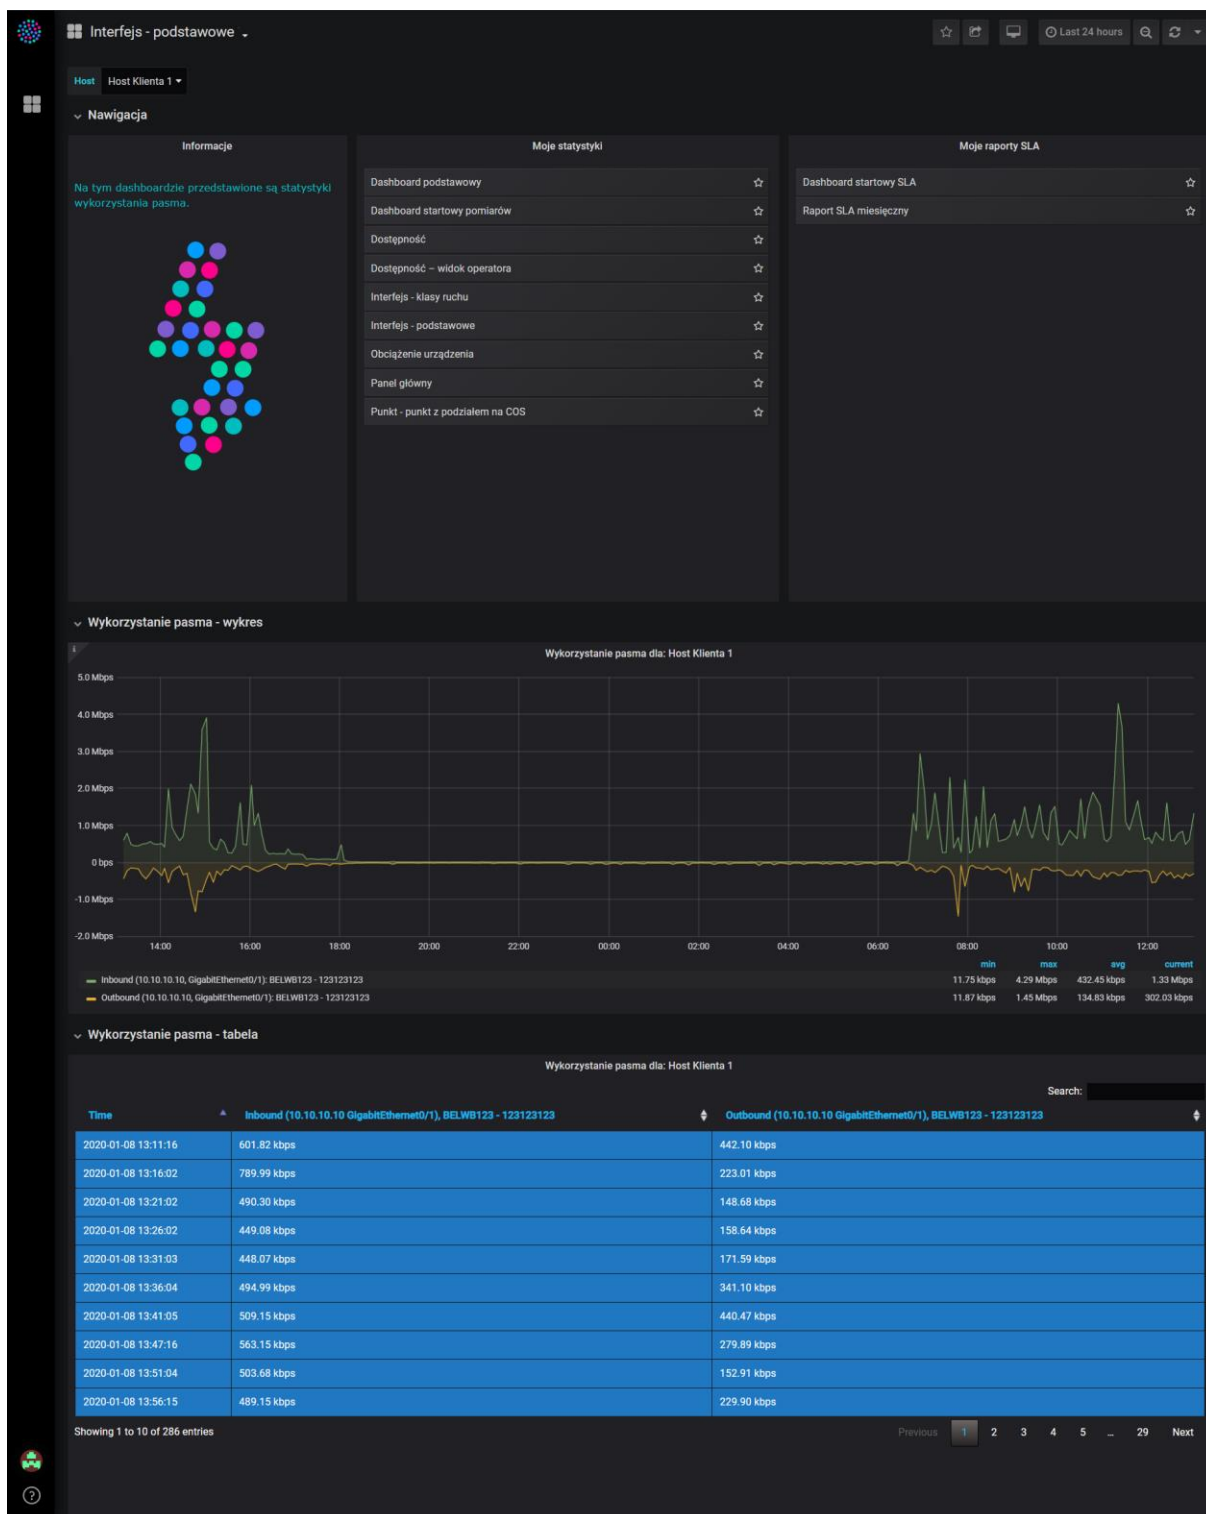 Interfejs - podstawowe
Last 24 hours
Host Host Klienta 1
Nawigacja
Informacje
Na tym dashboardzie przedstawione są statystyki
wykorzystania pasma.
Moje statystyki
Dashboard podstawowy
Dashboard startowy pomiarów
Dostępność
Dostępność – widok operatora
Interfejs - klasy ruchu
Interfejs - podstawowe
Obciążenie urządzenia
Panel główny
Punkt - punkt z podziałem na COS
Moje raporty SLA
Dashboard startowy SLA
Raport SLA miesięczny
Wykorzystanie pasma - wykres
i
Wykorzystanie pasma dla: Host Klienta 1
5.0 Mbps
4.0 Mbps
3.0 Mbps
2.0 Mbps
1.0 Mbps
0 bps
-1.0 Mbps
-2.0 Mbps
14:00 16:00 18:00 20:00 22:00 00:00 02:00 04:00 06:00 08:00 10:00 12:00
min max avg current
Inbound (10.10.10.10, GigabitEthernet0/1): BELWB123 - 123123123 11.75 kbps 4.29 Mbps 432.45 kbps 1.33 Mbps
Outbound (10.10.10.10, GigabitEthernet0/1): BELWB123 - 123123123 11.87 kbps 1.45 Mbps 134.83 kbps 302.03 kbps
Wykorzystanie pasma - tabela
Wykorzystanie pasma dla: Host Klienta 1
Search:
Time Inbound (10.10.10.10 GigabitEthernet0/1), BELWB123 - 123123123 Outbound (10.10.10.10 GigabitEthernet0/1), BELWB123 - 123123123
2020-01-08 13:11:16 601.82 kbps 442.10 kbps
2020-01-08 13:16:02 789.99 kbps 223.01 kbps
2020-01-08 13:21:02 490.30 kbps 148.68 kbps
2020-01-08 13:26:02 449.08 kbps 158.64 kbps
2020-01-08 13:31:03 448.07 kbps 171.59 kbps
2020-01-08 13:36:04 494.99 kbps 341.10 kbps
2020-01-08 13:41:05 509.15 kbps 440.47 kbps
2020-01-08 13:47:16 563.15 kbps 279.89 kbps
2020-01-08 13:51:04 503.68 kbps 152.91 kbps
2020-01-08 13:56:15 489.15 kbps 229.90 kbps
Showing 1 to 10 of 286 entries Previous 1 2 3 4 5 … 29 Next
?